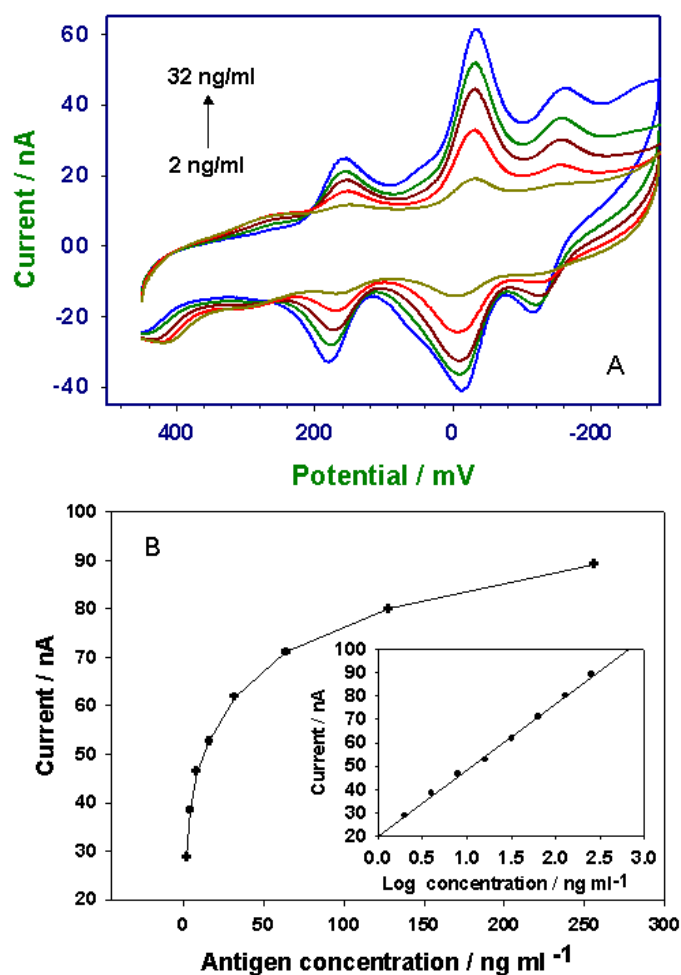 60
40
20
00
-20
-40
Current / nA
32 ng/ml
2 ng/ml
A
400
200
0
-200
Potential / mV
100
90
80
70
60
50
40
30
20
Current / nA
B
100
90
80
70
60
50
40
30
20
Current / nA
0.0 0.5 1.0 1.5 2.0 2.5 3.0
Log concentration / ng ml-1
0 50 100 150 200 250 300
Antigen concentration / ng ml -1